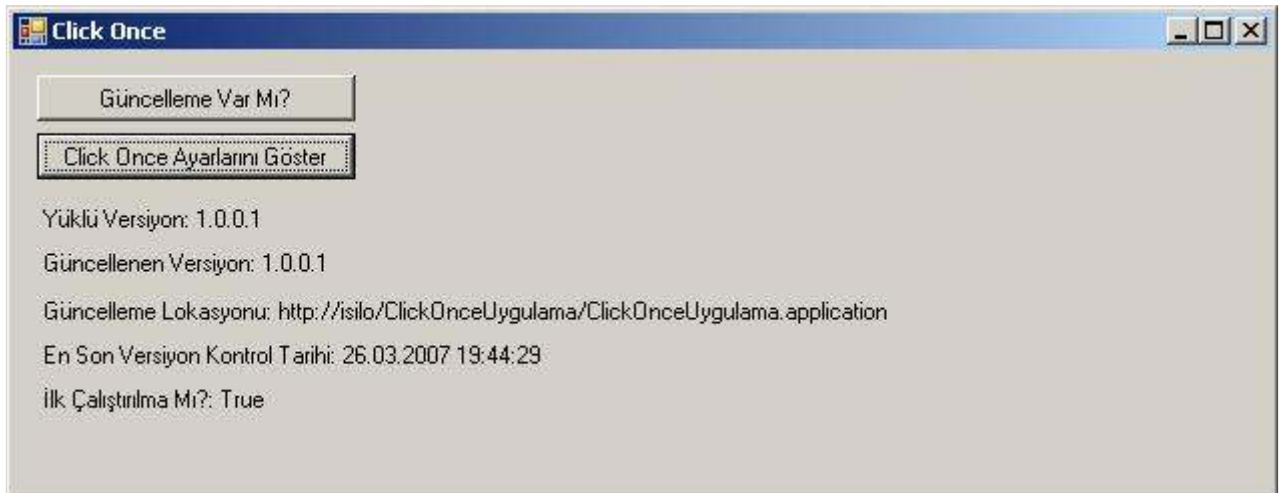 Click Once
Güncelleme Var Mı?
Click Once Ayarlarını Göster
Yüklü Versiyon: 1.0.0.1
Güncellenen Versiyon: 1.0.0.1
Güncelleme Lokasyonu: http://isilo/ClickOnceUygulama/ClickOnceUygulama.application
En Son Versiyon Kontrol Tarihi: 26.03.2007 19:44:29
İlk Çalıştırılma Mı?: True